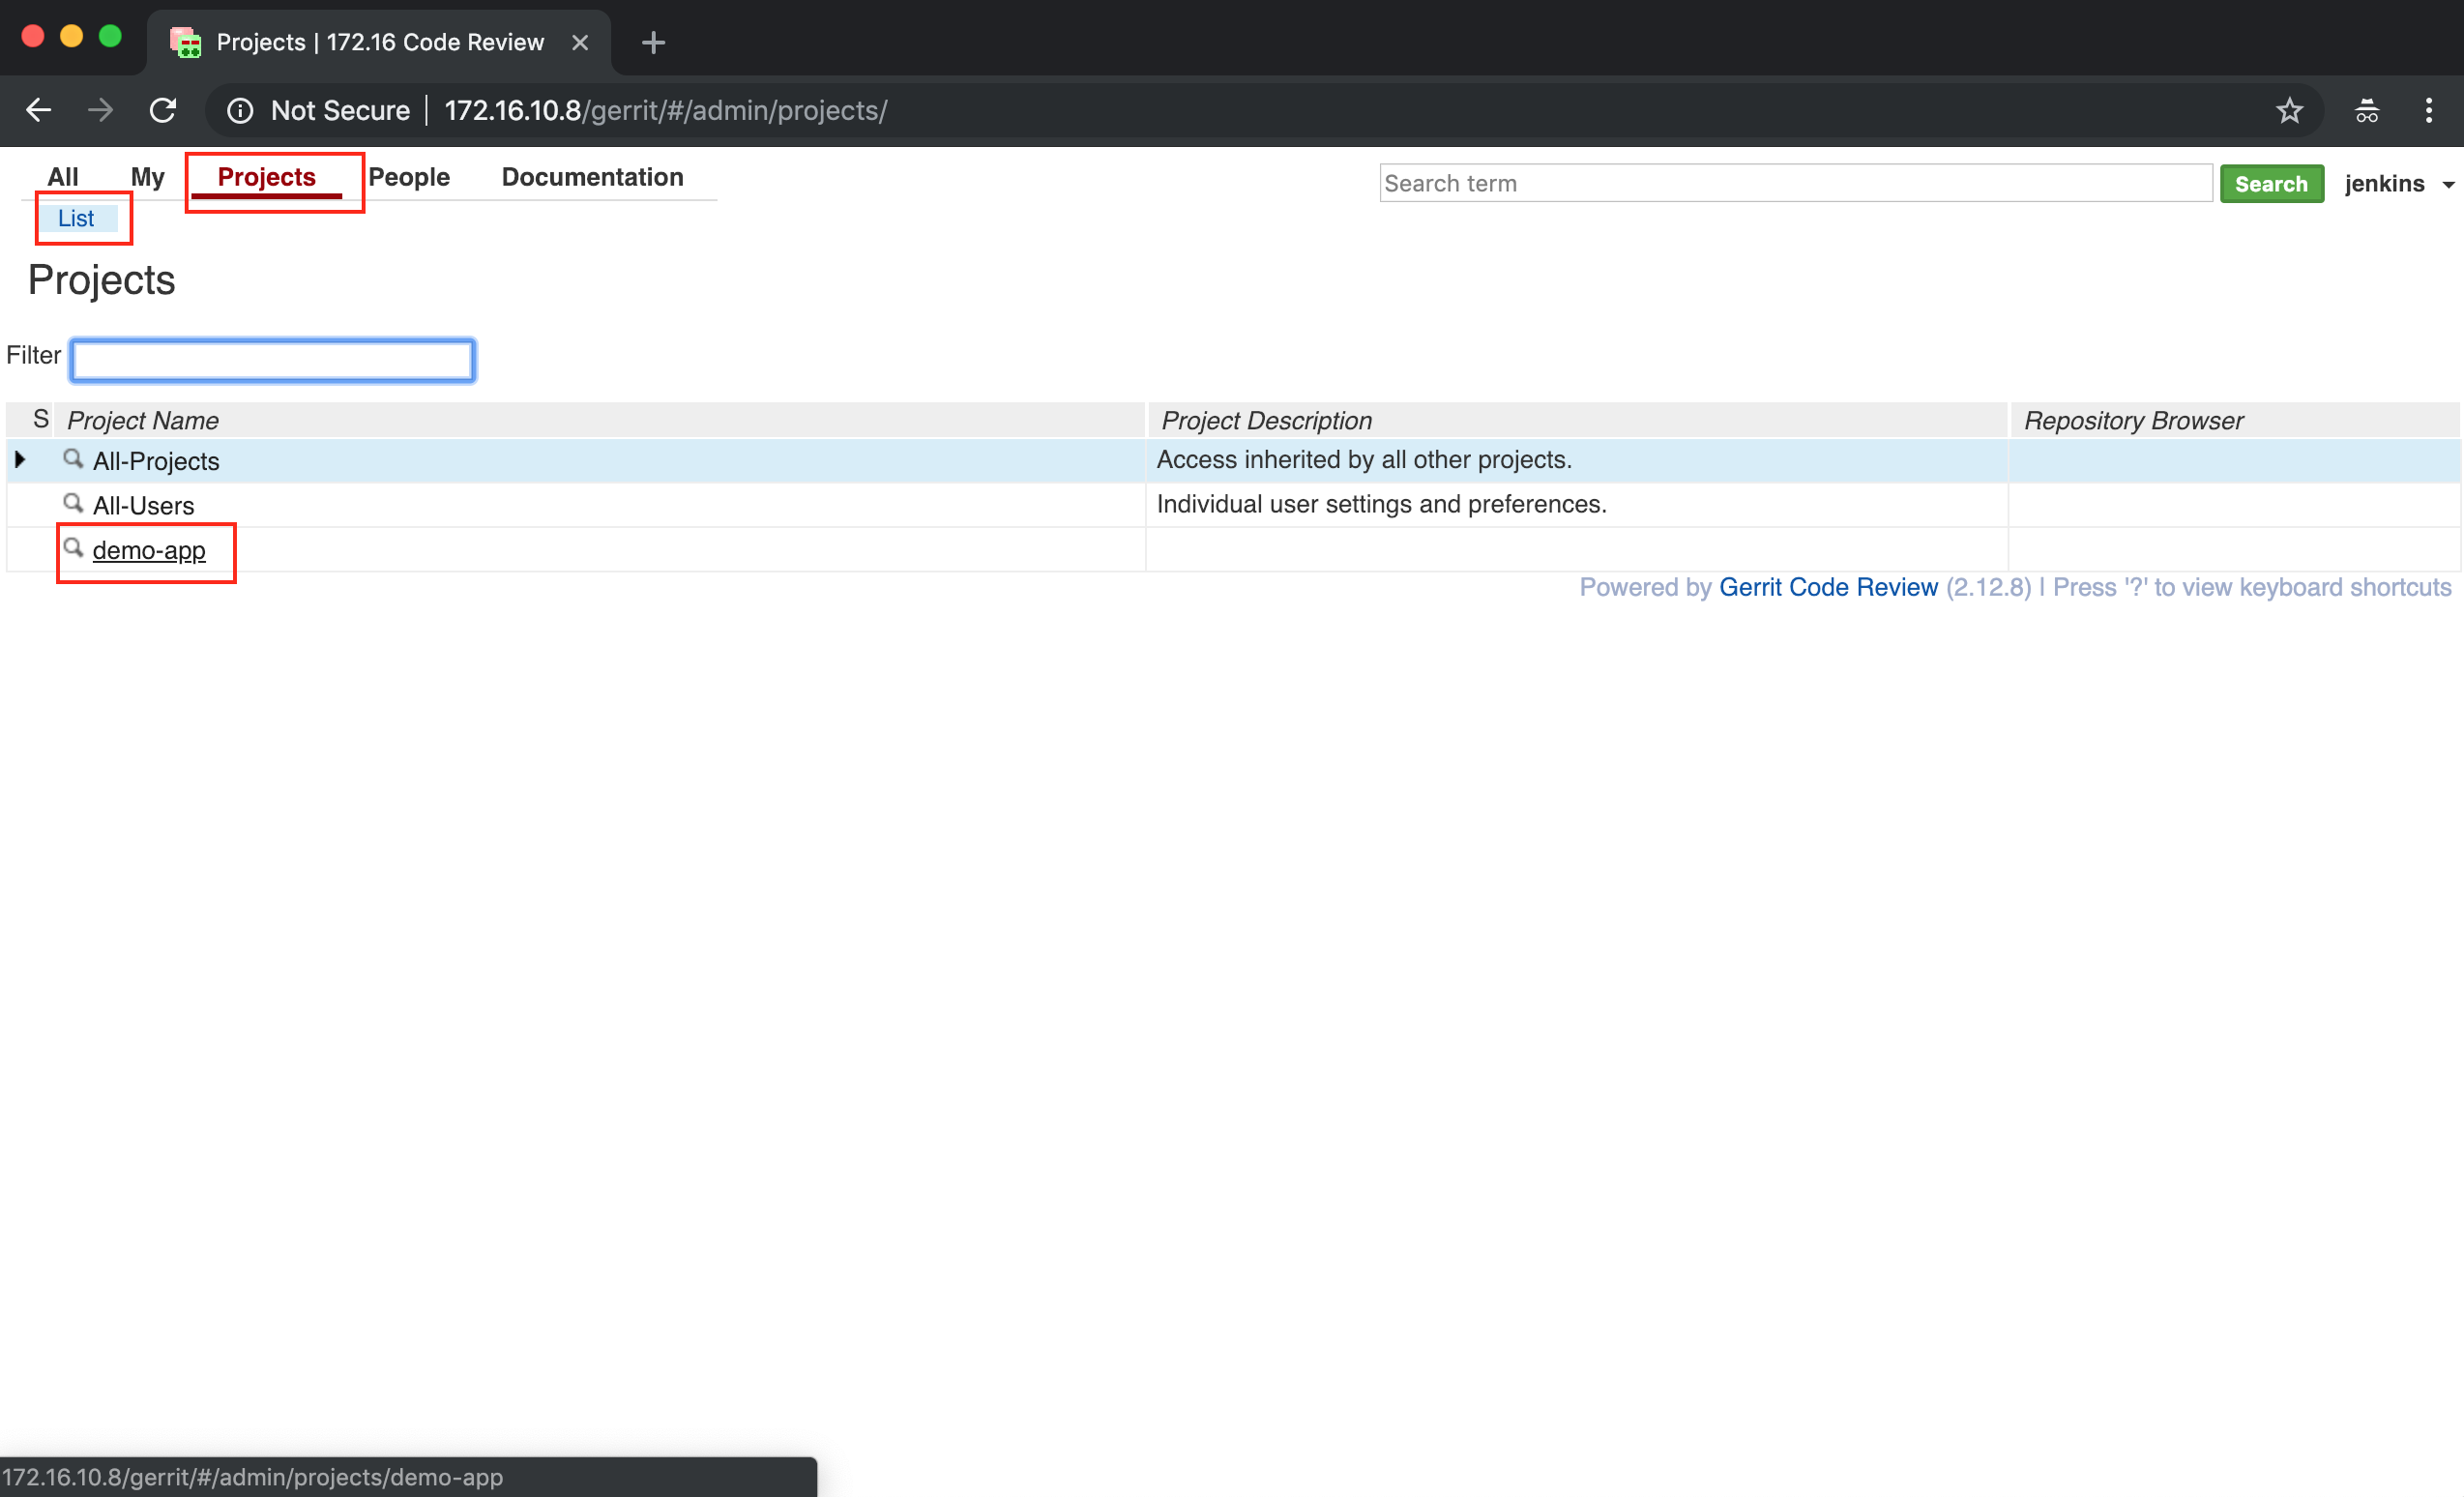 Projects | 172.16 Code Review
Not Secure | 172.16.10.8/gerrit/#/admin/projects/
All My Projects People Documentation
Search term Search jenkins
List
Projects
Filter
S Project Name Project Description Repository Browser
All-Projects Access inherited by all other projects.
All-Users Individual user settings and preferences.
demo-app
Powered by Gerrit Code Review (2.12.8) | Press '?' to view keyboard shortcuts
172.16.10.8/gerrit/#/admin/projects/demo-app